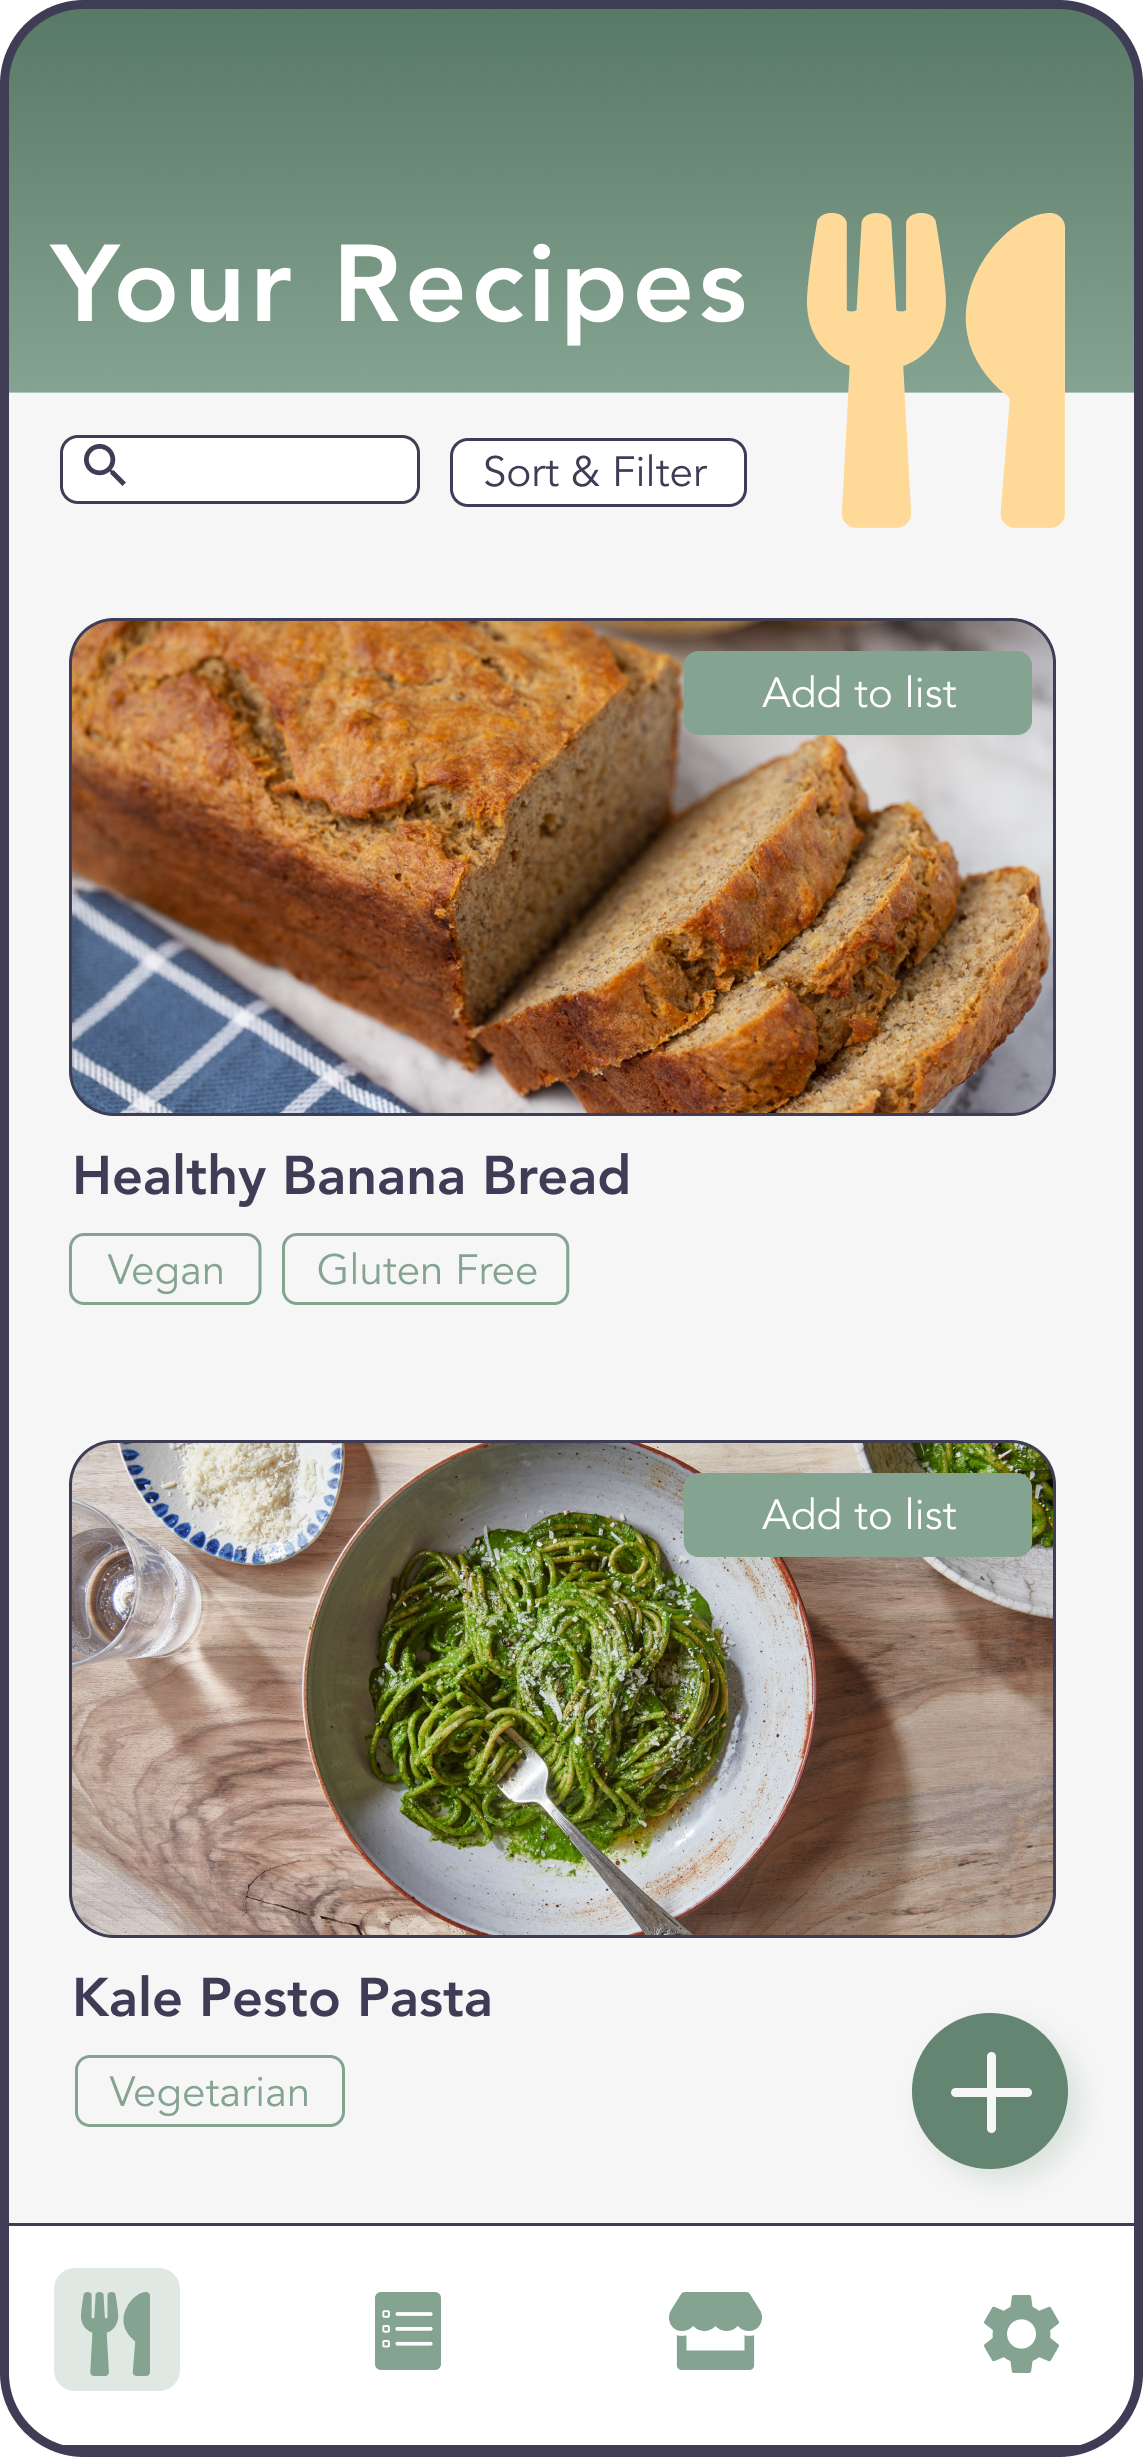 Your Recipes
Sort & Filter
Add to list
Healthy Banana Bread
Vegan
Gluten Free
Add to list
Kale Pesto Pasta
Vegetarian